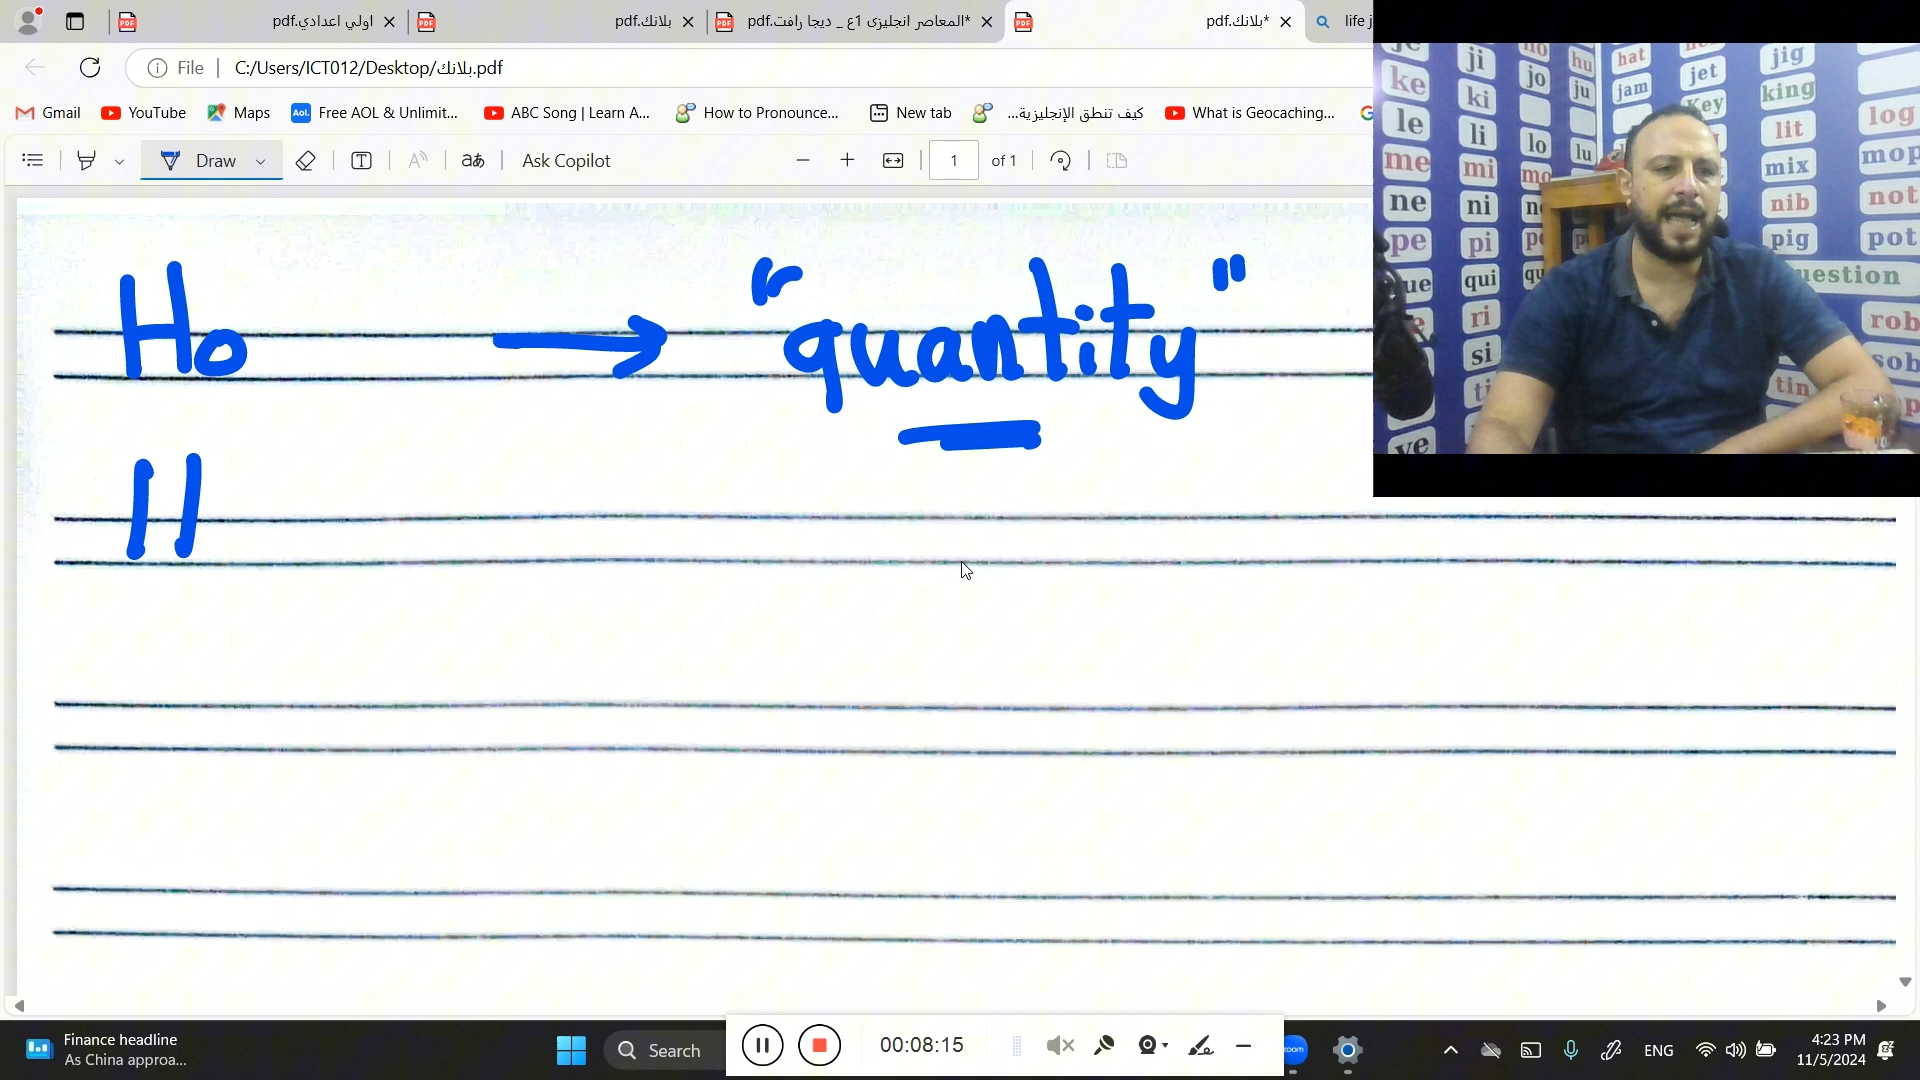 اولي اعدادي.pdf
بلانك.pdf
*المعاصر انجليزى 1ع _ ديجا رافت.pdf
*بلانك.pdf
life j
File C:/Users/ICT012/Desktop/بلانك.pdf
Gmail YouTube Maps Free AOL & Unlimit... ABC Song | Learn A... How to Pronounce... New tab كيف تنطق الإنجليزية... What is Geocaching...
Draw Ask Copilot 1 of 1
Ho → "quantity"
ke ji jo hu hat jig
ki ju jam jet king
le li lo lu Key lit log
me mi mix mop
ne ni nib not
pe pi pig pot
ue qui qu uestion
ri rob
si sob
ti tin
ve
Finance headline
As China approa...
Search
00:08:15
zoom
ENG
4:23 PM
11/5/2024